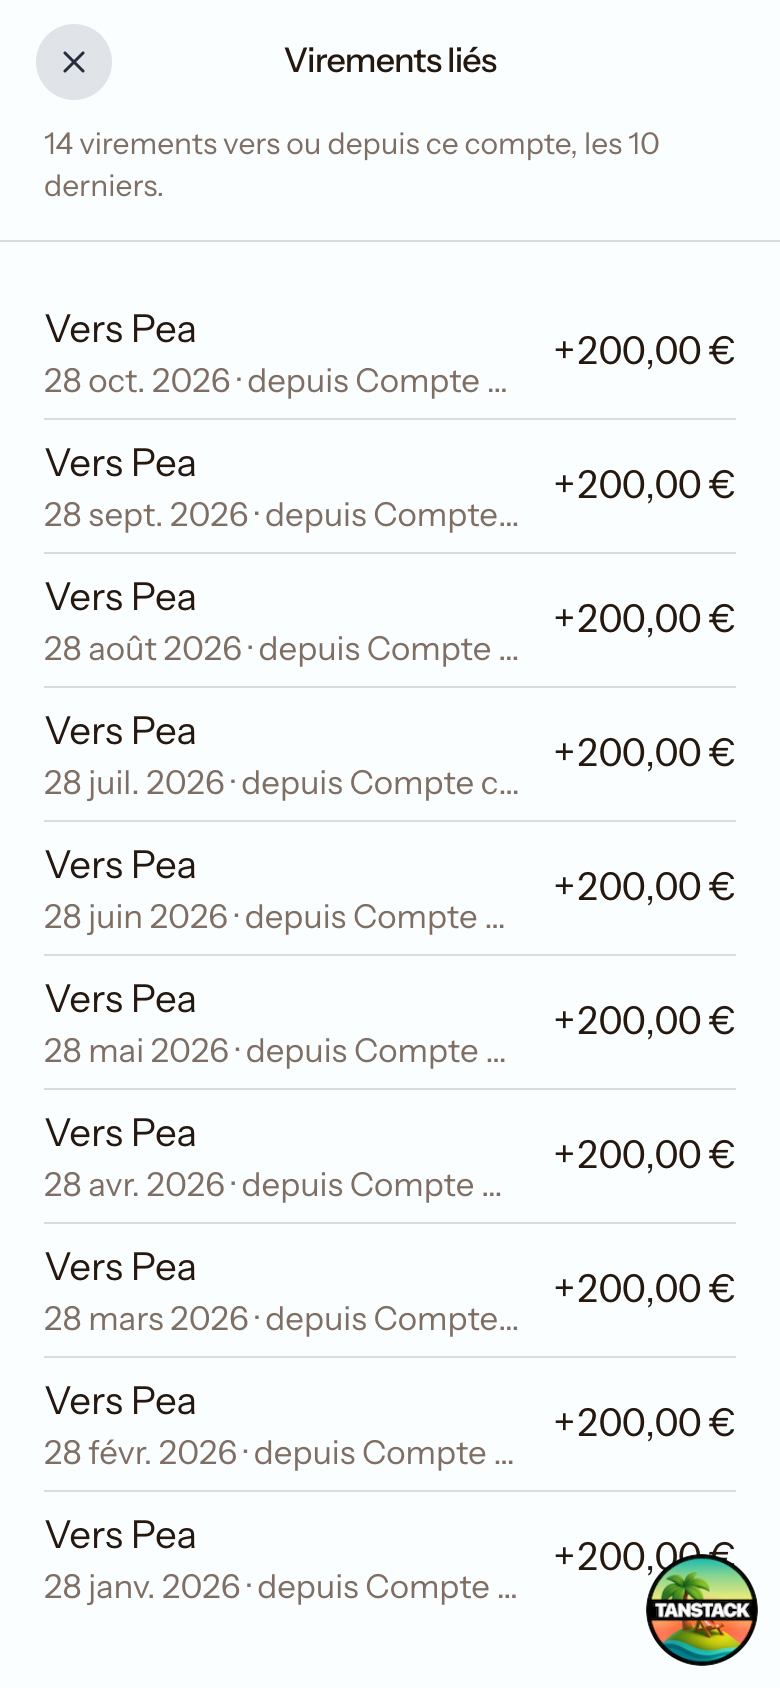 Virements liés
14 virements vers ou depuis ce compte, les 10
derniers.
Vers Pea
+200,00 €
28 oct. 2026 · depuis Compte ...
Vers Pea
+200,00 €
28 sept. 2026 · depuis Compte...
Vers Pea
+200,00 €
28 août 2026 · depuis Compte ...
Vers Pea
+200,00 €
28 juil. 2026 · depuis Compte c...
Vers Pea
+200,00 €
28 juin 2026 · depuis Compte ...
Vers Pea
+200,00 €
28 mai 2026 · depuis Compte ...
Vers Pea
+200,00 €
28 avr. 2026 · depuis Compte ...
Vers Pea
+200,00 €
28 mars 2026 · depuis Compte...
Vers Pea
+200,00 €
28 févr. 2026 · depuis Compte ...
Vers Pea
+200,00 €
28 janv. 2026 · depuis Compte ...
TANSTACK